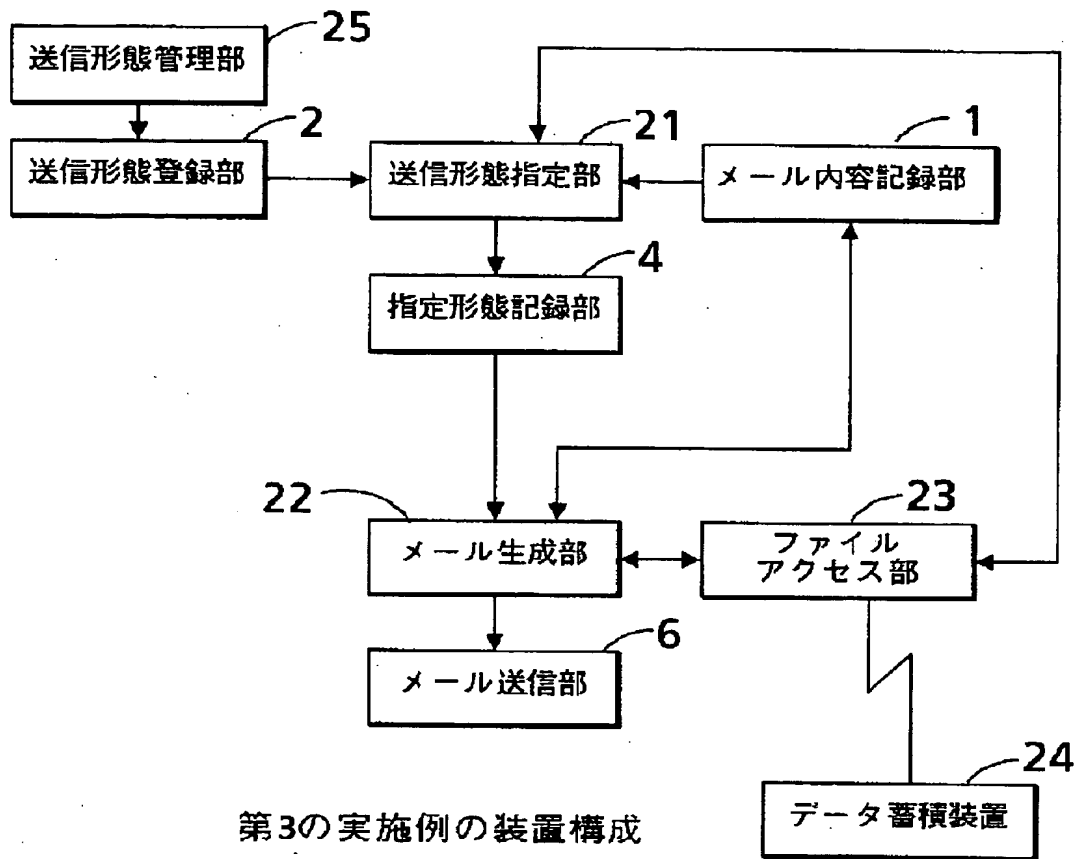 25
送信形態管理部
2
21
1
送信形態登録部
送信形態指定部
メール内容記録部
4
指定形態記録部
22
23
メール生成部
ファイル
アクセス部
6
メール送信部
24
データ蓄積装置
第3の実施例の装置構成